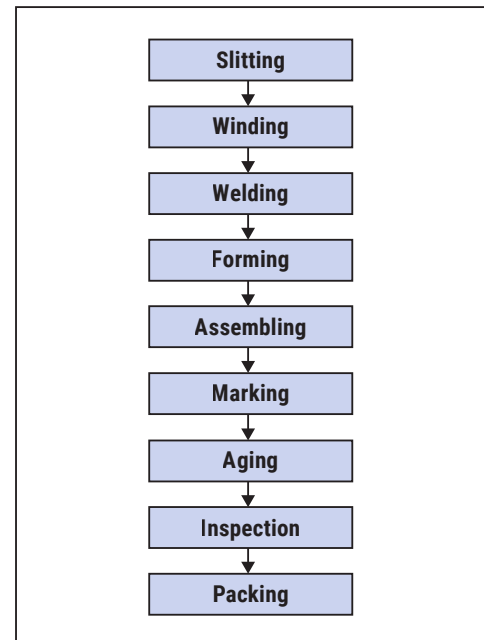 Slitting
Winding
Welding
Forming
Assembling
Marking
Aging
Inspection
Packing